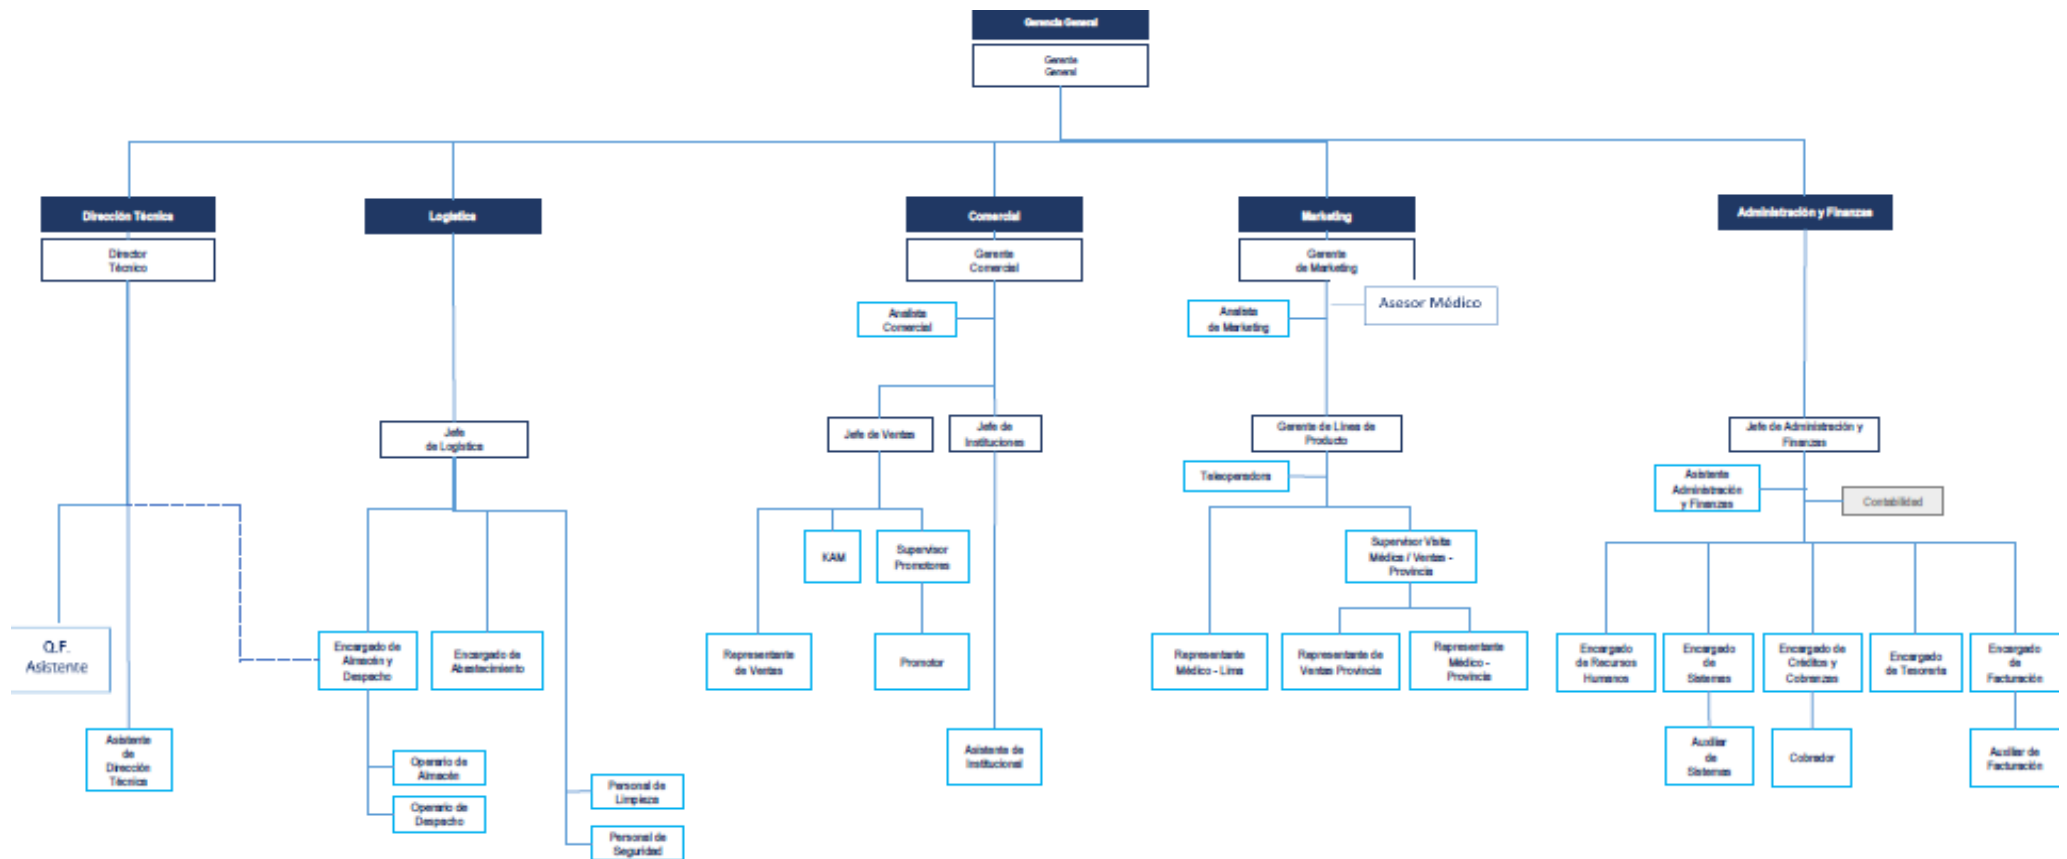 Gerencia General
Gerente
General
Dirección Técnica
Logística
Comercial
Marketing
Administración y Finanzas
Director
Técnico
Gerente
Comercial
Gerente
de Marketing
Analista
Comercial
Analista
de Marketing
Asesor Médico
Jefe
de Logística
Jefe de Ventas
Jefe de
Instituciones
Gerente de Línea de
Producto
Jefe de Administración y
Finanzas
Teleoperadora
Asistente
Administración
y Finanzas
Contabilidad
KAM
Supervisor
Promotores
Supervisor Visita
Médica / Ventas -
Provincia
Q.F.
Asistente
Encargado de
Almacén y
Despacho
Encargado de
Abastecimiento
Representante
de Ventas
Promotor
Representante
Médico - Lima
Representante de
Ventas Provincia
Representante
Médico -
Provincia
Encargado
de Recursos
Humanos
Encargado
de
Sistemas
Encargado de
Créditos y
Cobranzas
Encargado
de Tesorería
Encargado
de
Facturación
Asistente
de
Dirección
Técnica
Operario de
Almacén
Operario de
Despacho
Personal de
Limpieza
Personal de
Seguridad
Asistente de
Institucional
Auxiliar
de
Sistemas
Cobrador
Auxiliar de
Facturación